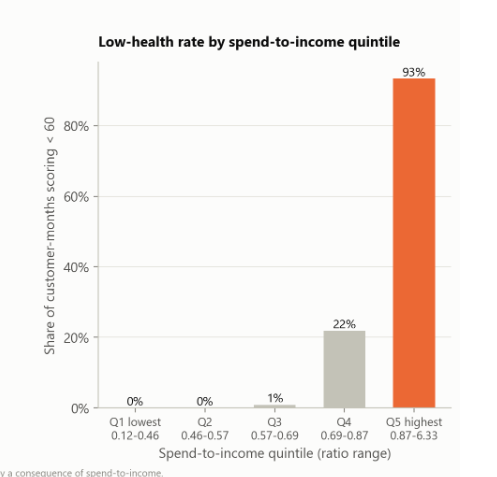 Low-health rate by spend-to-income quintile
Share of customer-months scoring < 60
80%
60%
40%
20%
0%
0%
0%
1%
22%
93%
Q1 lowest
0.12-0.46
Q2
0.46-0.57
Q3
0.57-0.69
Q4
0.69-0.87
Q5 highest
0.87-6.33
Spend-to-income quintile (ratio range)
a consequence of spend-to-income.